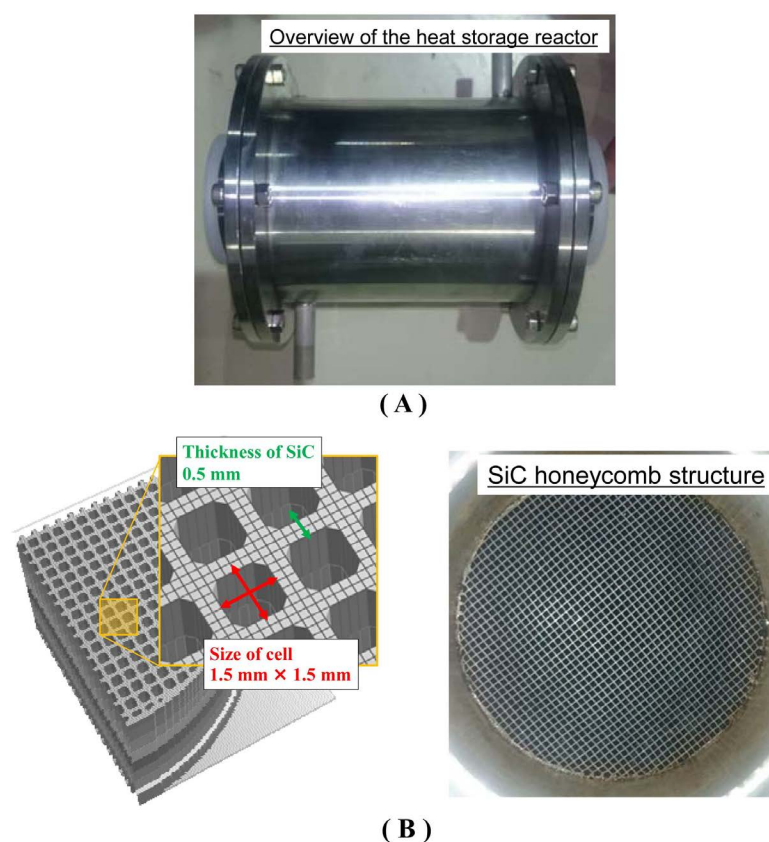 Overview of the heat storage reactor
( A )
Thickness of SiC
0.5 mm
Size of cell
1.5 mm × 1.5 mm
SiC honeycomb structure
( B )